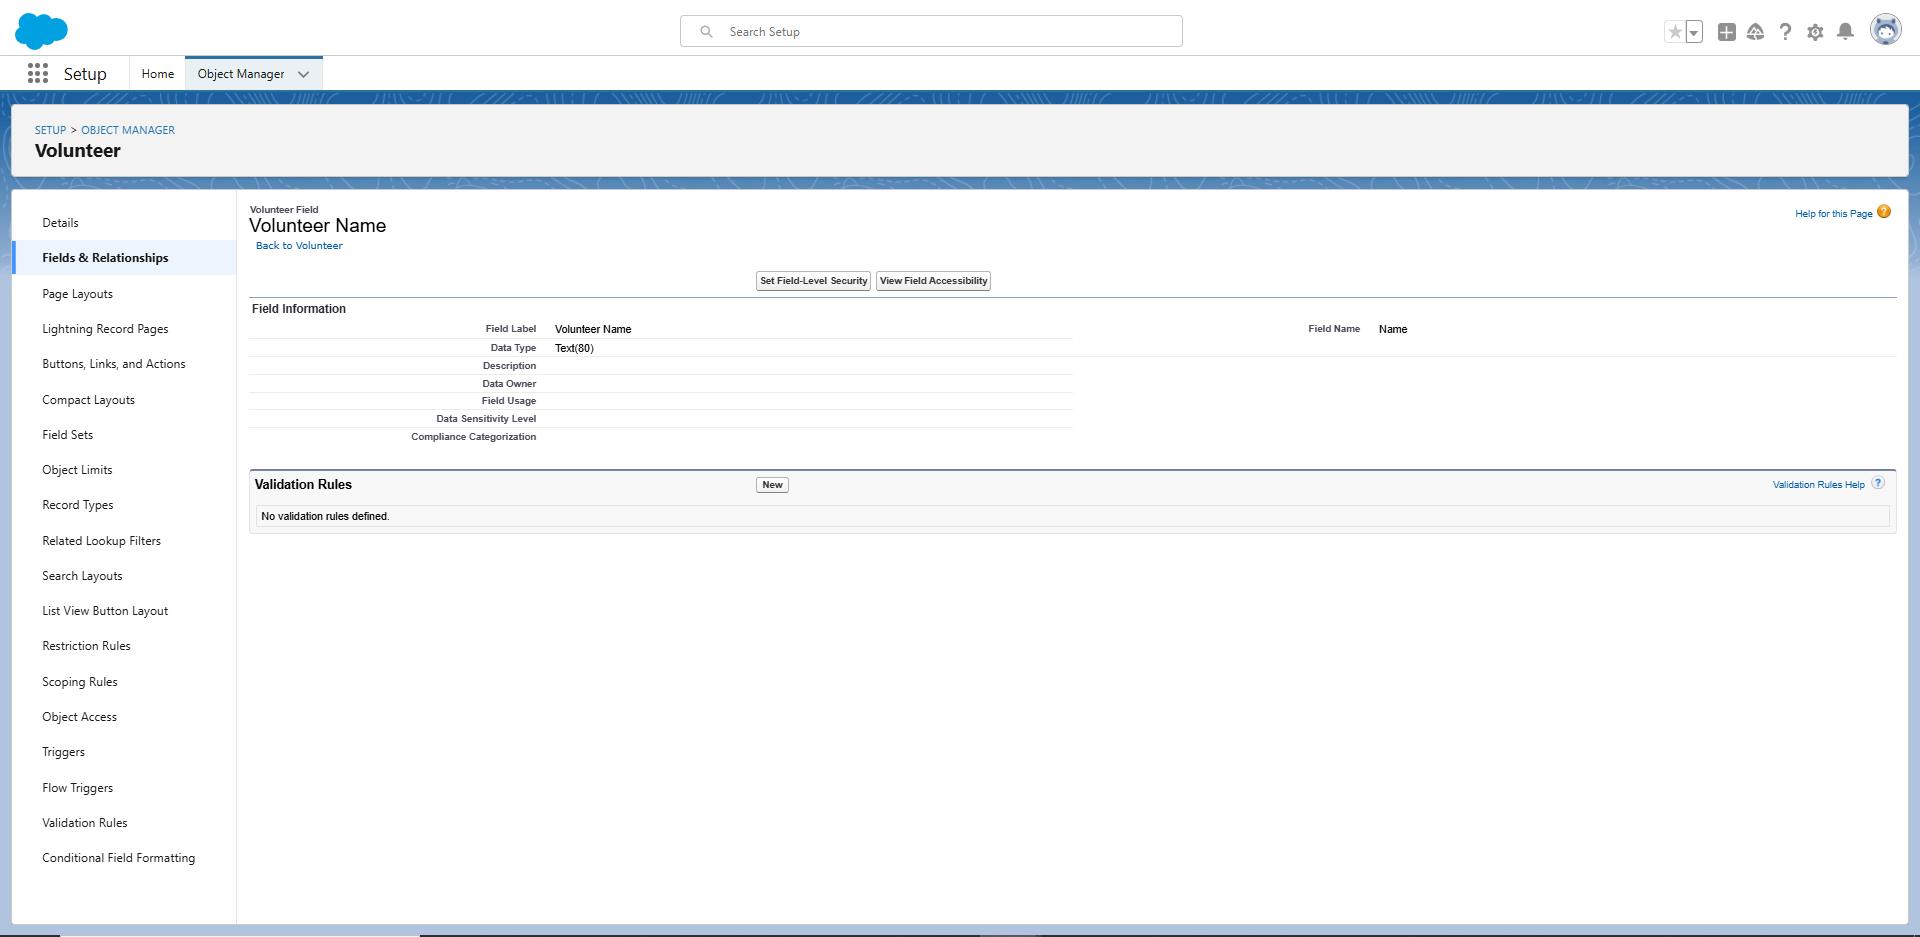 Search Setup
Setup
Home
Object Manager
SETUP > OBJECT MANAGER
Volunteer
Details
Fields & Relationships
Page Layouts
Lightning Record Pages
Buttons, Links, and Actions
Compact Layouts
Field Sets
Object Limits
Record Types
Related Lookup Filters
Search Layouts
List View Button Layout
Restriction Rules
Scoping Rules
Object Access
Triggers
Flow Triggers
Validation Rules
Conditional Field Formatting
Volunteer Field
Volunteer Name
Back to Volunteer
Help for this Page ?
Set Field-Level Security View Field Accessibility
Field Information
Field Label Volunteer Name Field Name Name
Data Type Text(80)
Description
Data Owner
Field Usage
Data Sensitivity Level
Compliance Categorization
Validation Rules New Validation Rules Help ?
No validation rules defined.